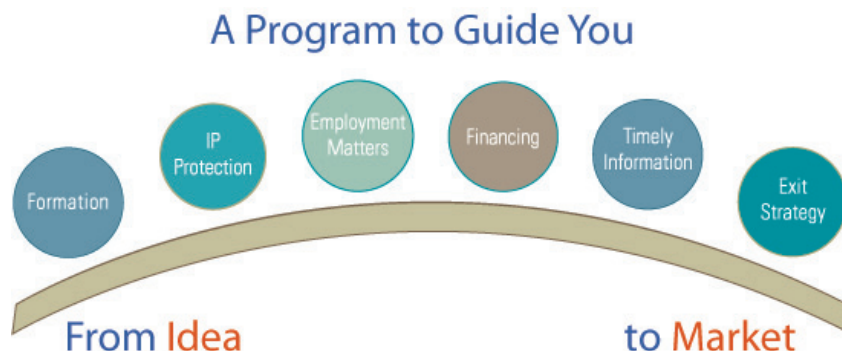 A Program to Guide You
Formation
IP
Protection
Employment
Matters
Financing
Timely
Information
Exit
Strategy
From Idea
to Market